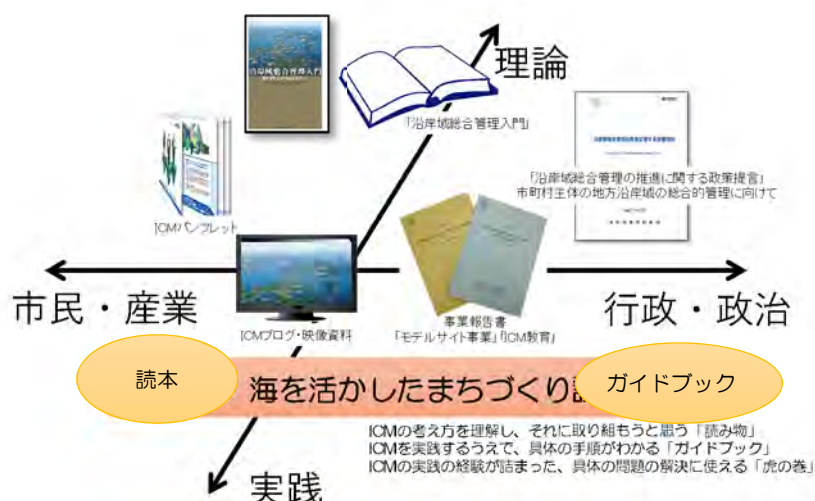 理論
沿岸域総合管理入門
「沿岸域総合管理入門」
「沿岸域総合管理の推進に関する政策提言」
市町村主体の地方沿岸域の総合的管理に向けて
ICMパンフレット
市民・産業
行政・政治
ICMブログ・映像資料
事業報告書
「モデルサイト事業」「ICM教育」
読本
海を活かしたまちづくり
ガイドブック
ICMの考え方を理解し、それに取り組もうと思う「読み物」
ICMを実践するうえで、具体の手順がわかる「ガイドブック」
ICMの実践の経験が詰まった、具体の問題の解決に使える「虎の巻」
実践